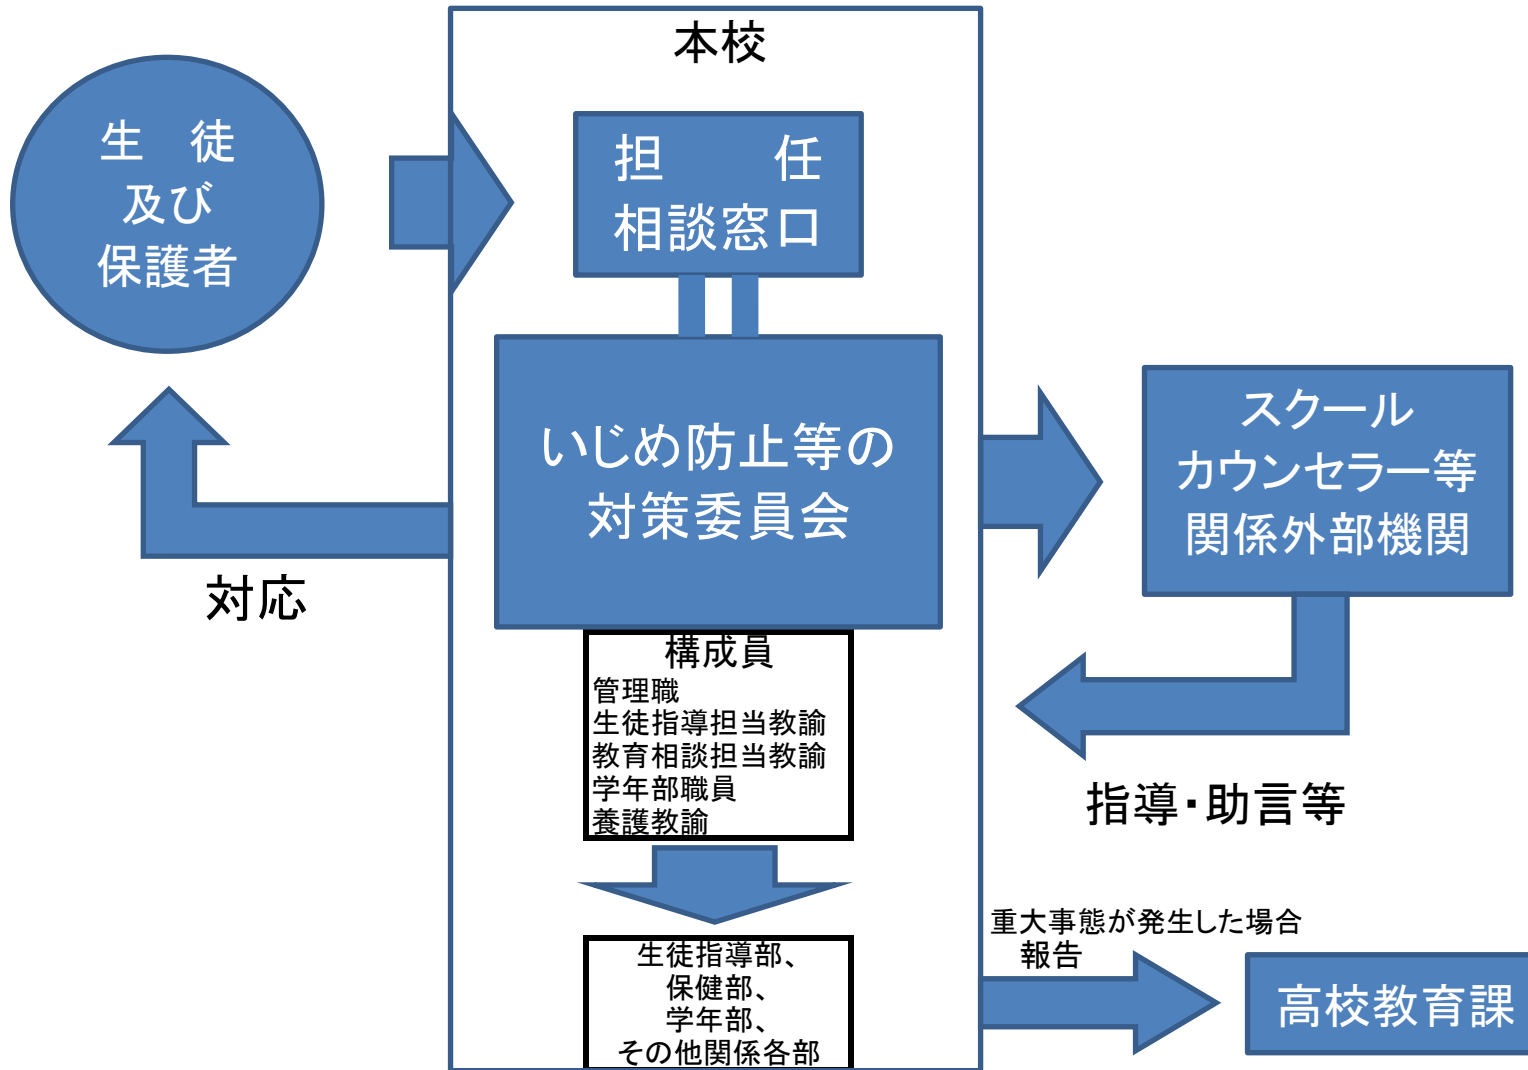 本校
生　徒
及び
保護者
担　　任
相談窓口
いじめ防止等の
対策委員会
スクール
カウンセラー等
関係外部機関
対応
構成員
管理職
生徒指導担当教諭
教育相談担当教諭
学年部職員
養護教諭
指導・助言等
重大事態が発生した場合
報告
高校教育課
生徒指導部、
保健部、
学年部、
その他関係各部